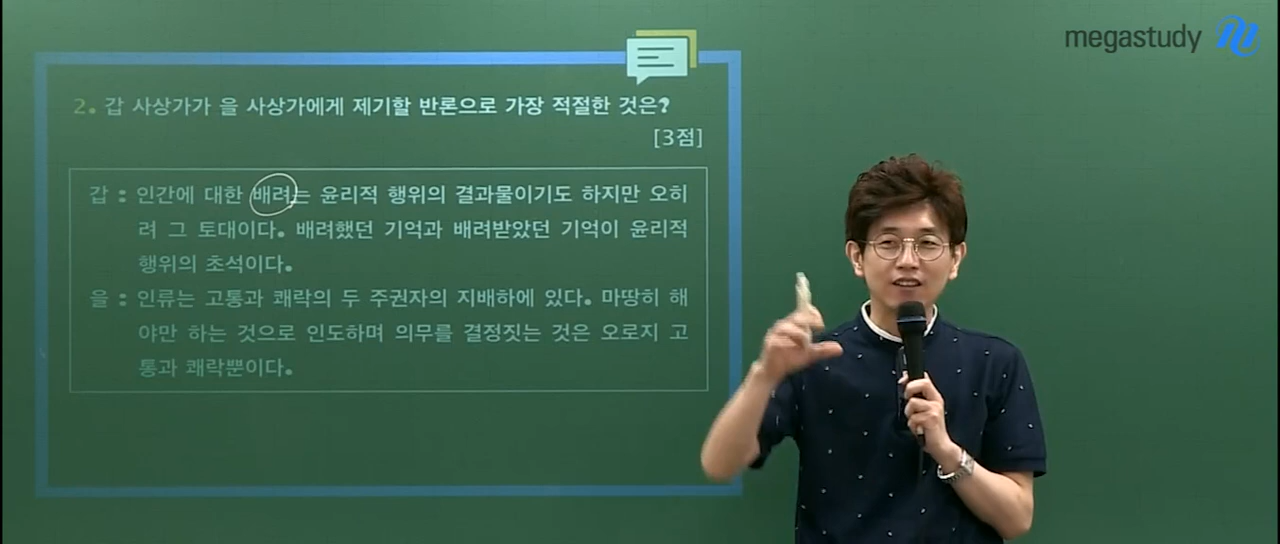 megastudy
2. 갑 사상가가 을 사상가에게 제기할 반론으로 가장 적절한 것은?
[3점]
갑 : 인간에 대한 배려는 윤리적 행위의 결과물이기도 하지만 오히
려 그 토대이다. 배려했던 기억과 배려받았던 기억이 윤리적
행위의 초석이다.
을 : 인류는 고통과 쾌락의 두 주권자의 지배하에 있다. 마땅히 해
야만 하는 것으로 인도하며 의무를 결정짓는 것은 오로지 고
통과 쾌락뿐이다.